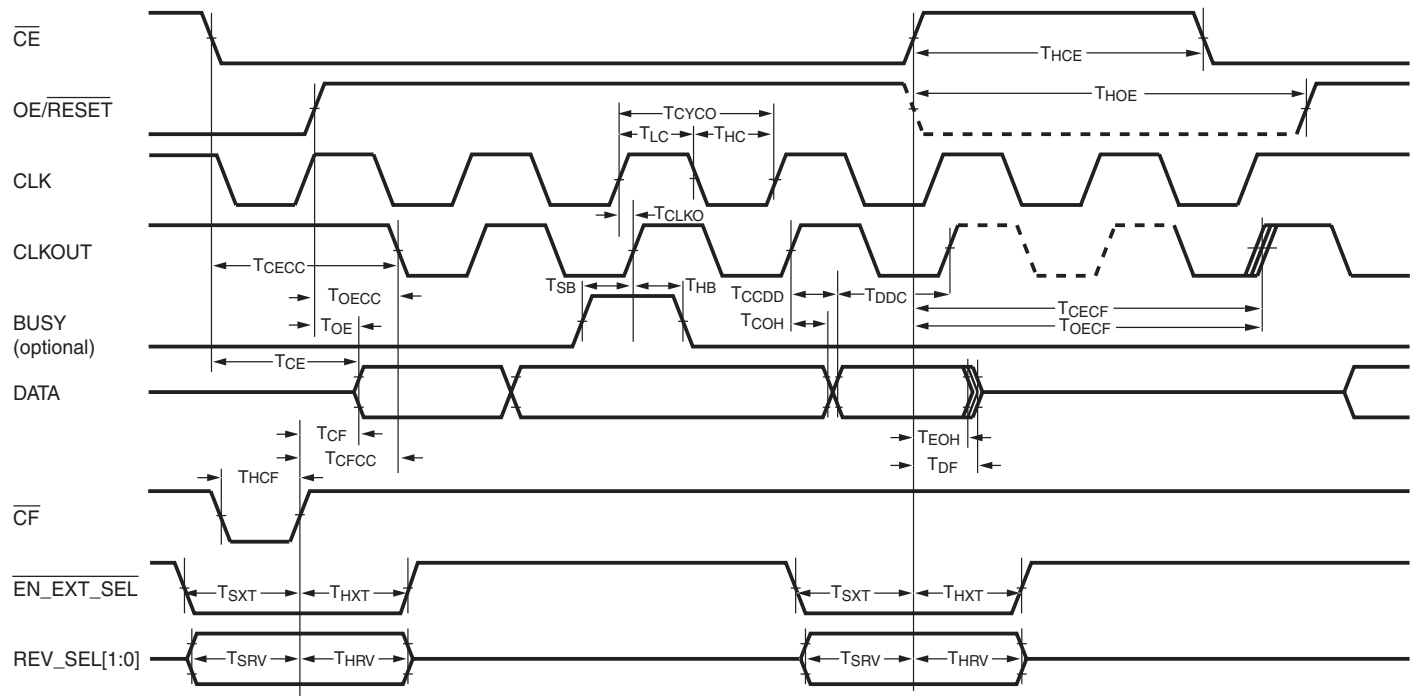 CE
THCE
OE/RESET
THOE
TCYCO
TLC THC
CLK
TCLKO
CLKOUT
TCECC
TSB THB
TCCDD TDDC
TOECC
TCECF
TCOH
TOECF
BUSY
(optional)
TOE
TCE
DATA
TCF
TEOH
TCFCC
TDF
THCF
CF
EN_EXT_SEL
TSXT THXT TSXT THXT
REV_SEL[1:0]
TSRV THRV TSRV THRV